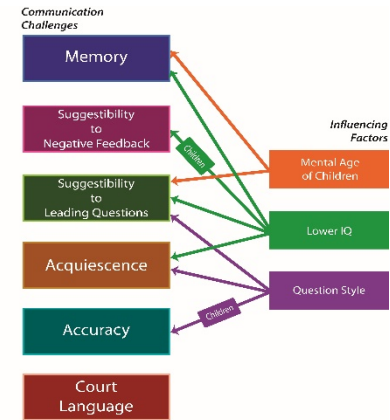 Communication
Challenges
Memory
Suggestibility
to
Negative Feedback
Children
Influencing
Factors
Mental Age
of Children
Suggestibility
to
Leading Questions
Lower IQ
Acquiescence
Question Style
Accuracy
Children
Court
Language